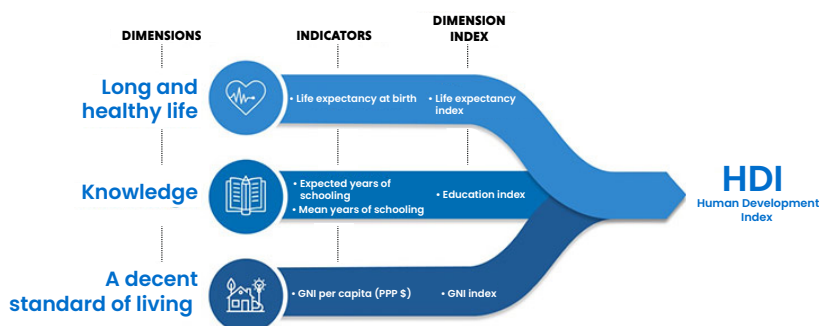 DIMENSIONS
INDICATORS
DIMENSION
INDEX
Long and
healthy life
• Life expectancy at birth
• Life expectancy
index
Knowledge
• Expected years of
schooling
• Mean years of schooling
• Education index
HDI
Human Development
Index
A decent
standard of living
• GNI per capita (PPP $)
• GNI index